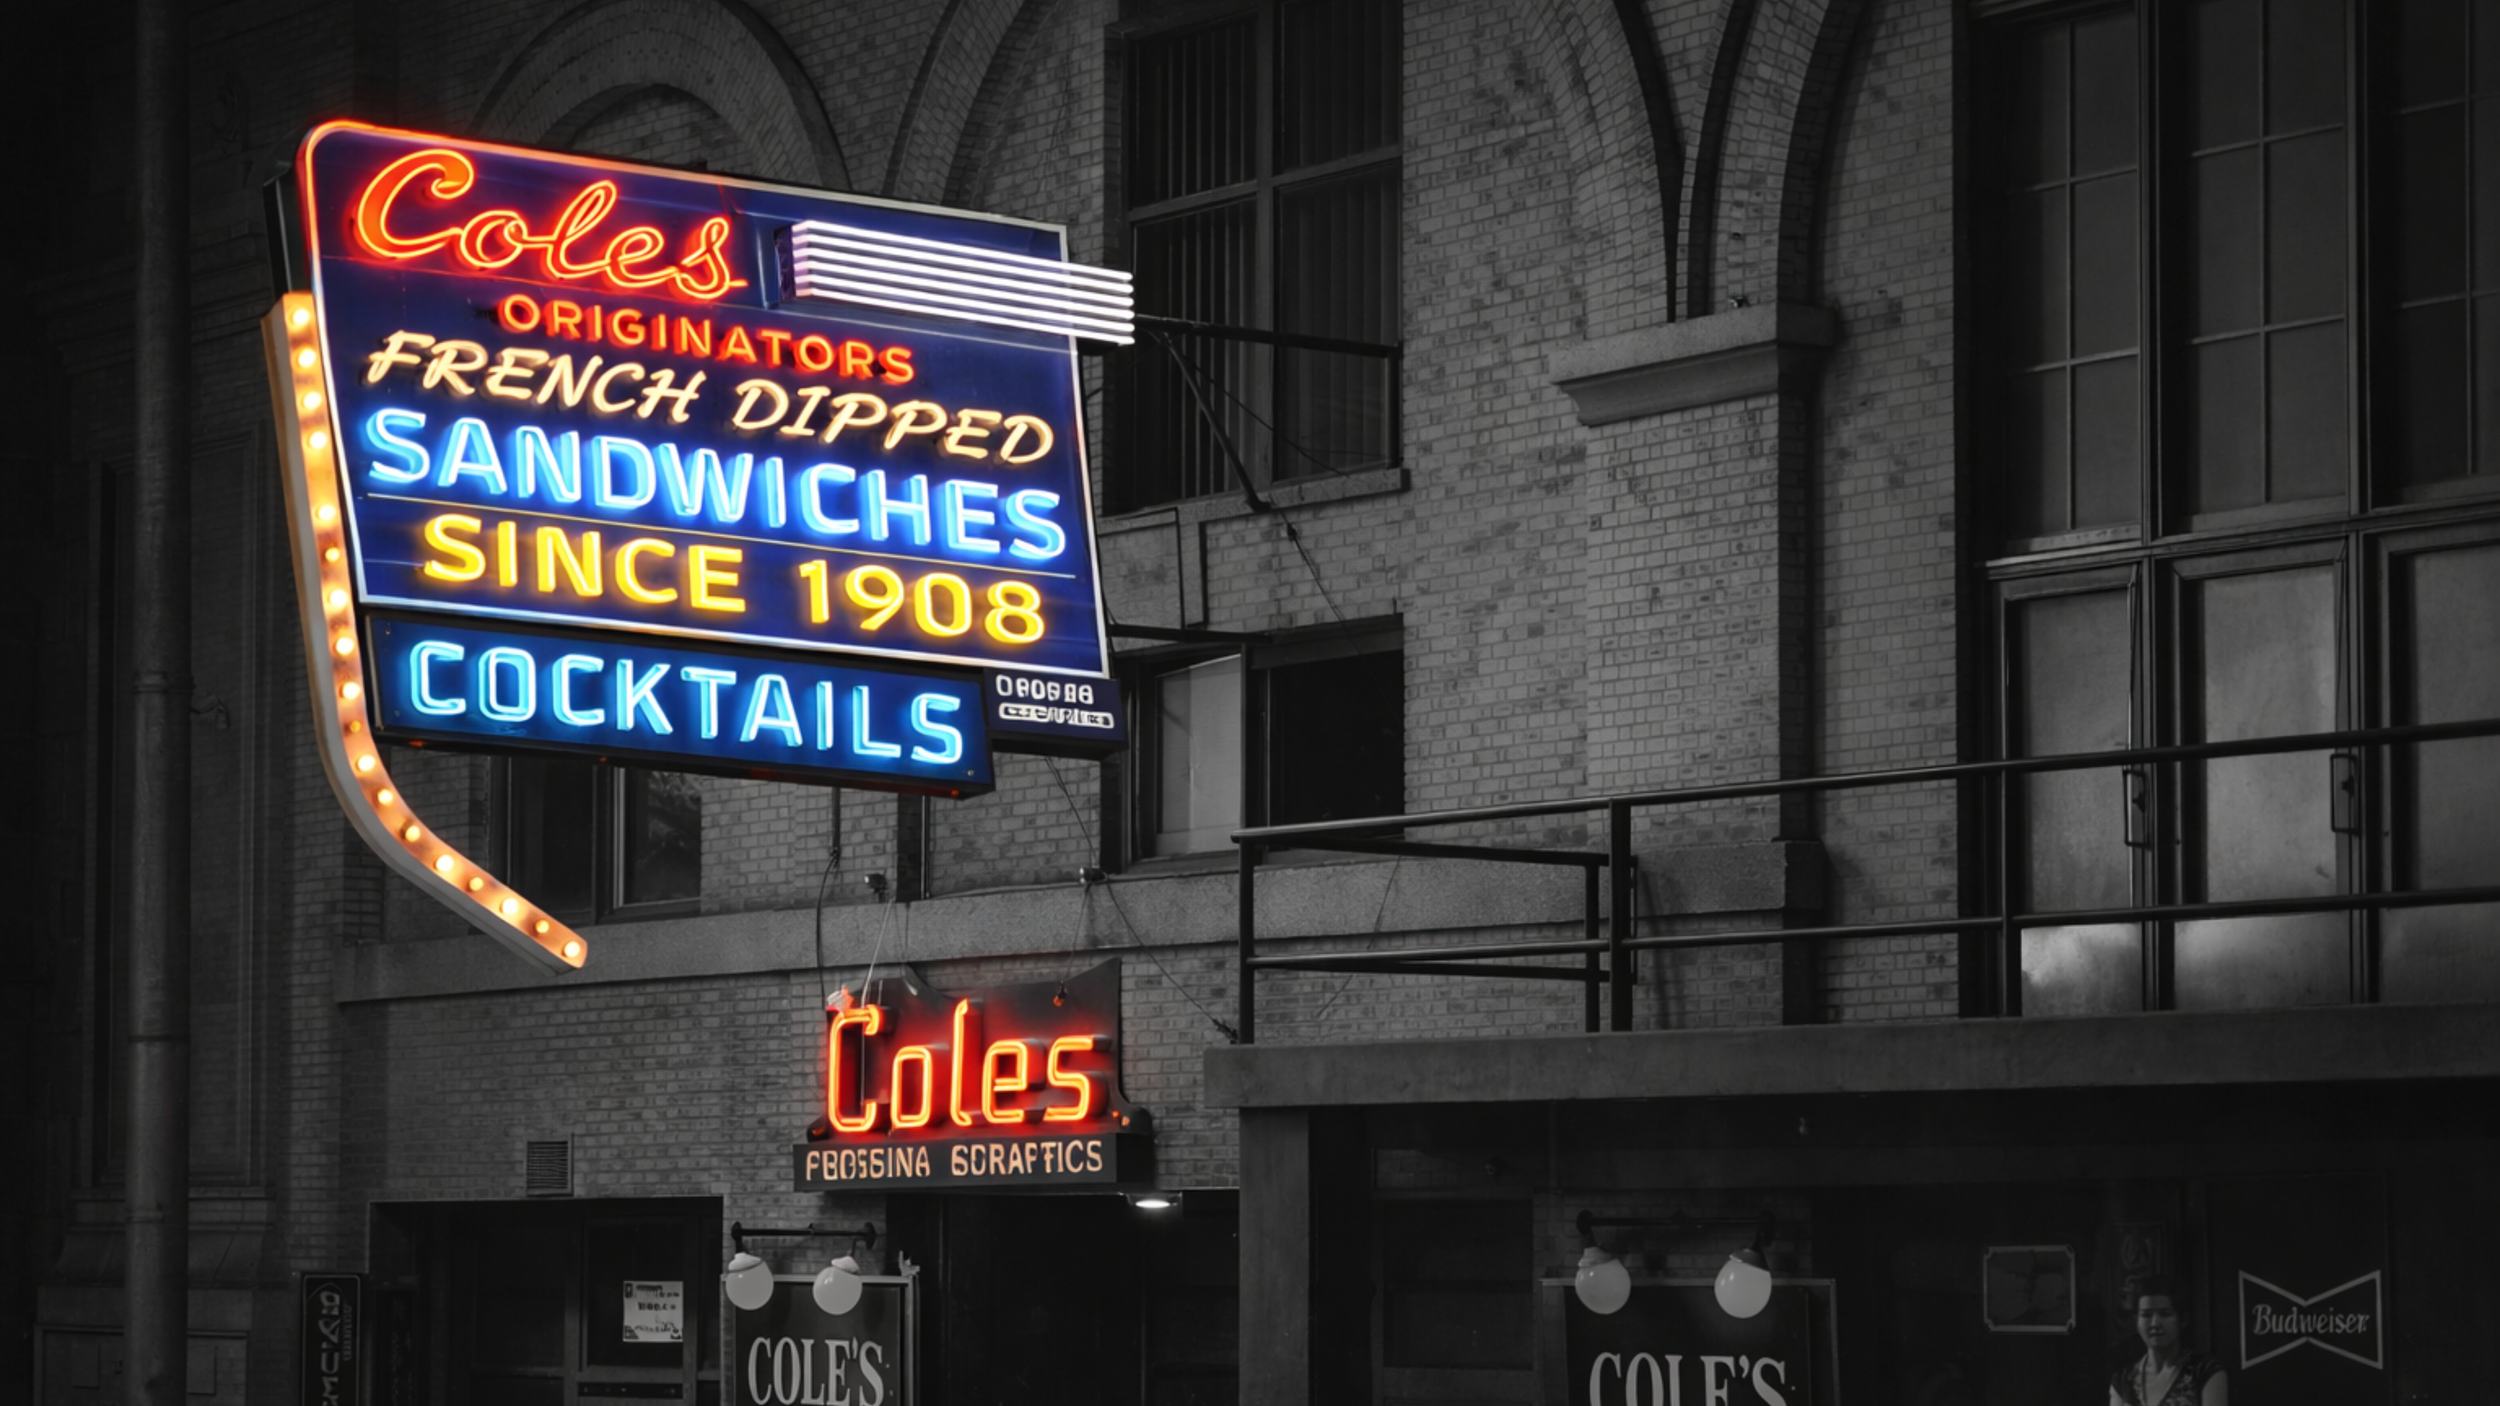 Coles
ORIGINATORS
FRENCH DIPPED
SANDWICHES
SINCE 1908
COCKTAILS
Coles
COLE'S
COLE'S
Budweiser